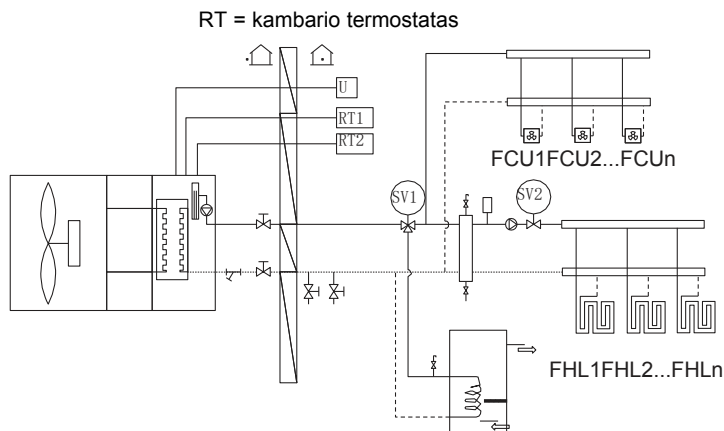 RT = kambario termostatas
U
RT1
RT2
SV1
SV2
FCU1FCU2...FCUn
FHL1FHL2...FHLn